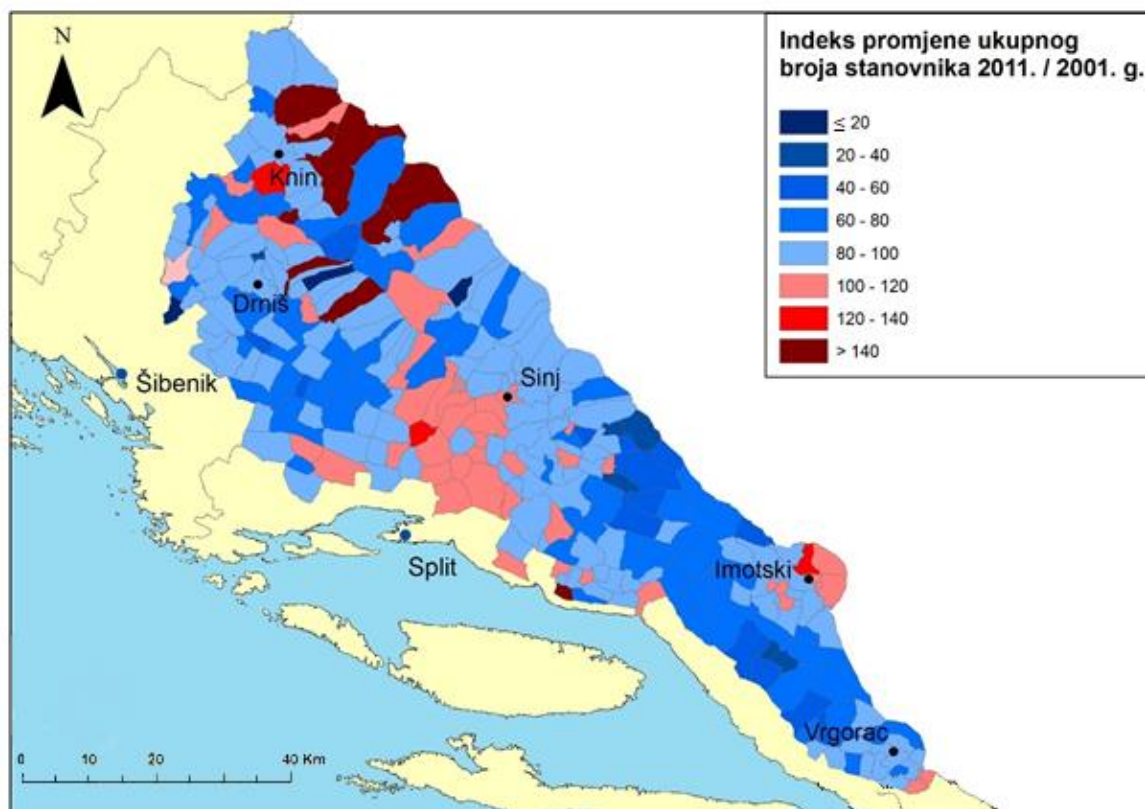 N
Indeks promjene ukupnog
broja stanovnika 2011. / 2001. g.
≤ 20
20 - 40
40 - 60
60 - 80
80 - 100
100 - 120
120 - 140
> 140
Knin
Drniš
Šibenik
Sinj
Split
Imotski
Vrgorac
0 10 20 40 Km